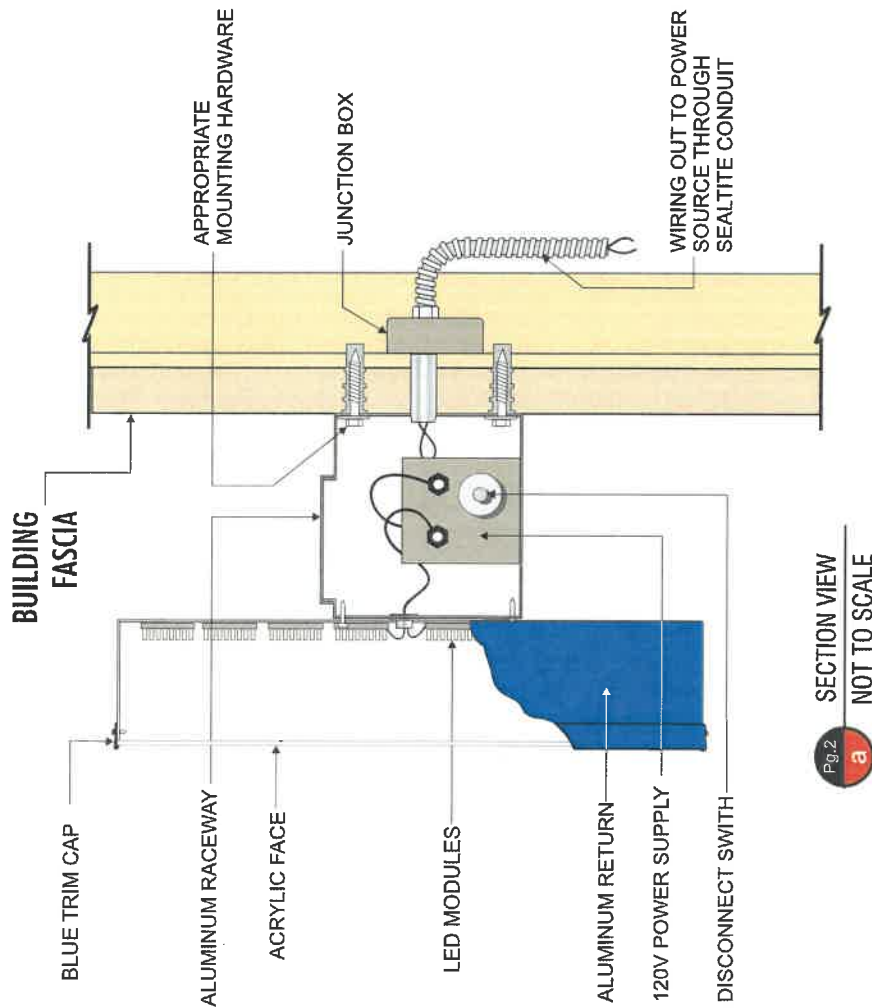 BUILDING
FASCIA
BLUE TRIM CAP
ALUMINUM RACEWAY
ACRYLIC FACE
LED MODULES
ALUMINUM RETURN
120V POWER SUPPLY
DISCONNECT SWITH
APPROPRIATE
MOUNTING HARDWARE
JUNCTION BOX
WIRING OUT TO POWER
SOURCE THROUGH
SEALTITE CONDUIT
Pg.2
a
SECTION VIEW
NOT TO SCALE